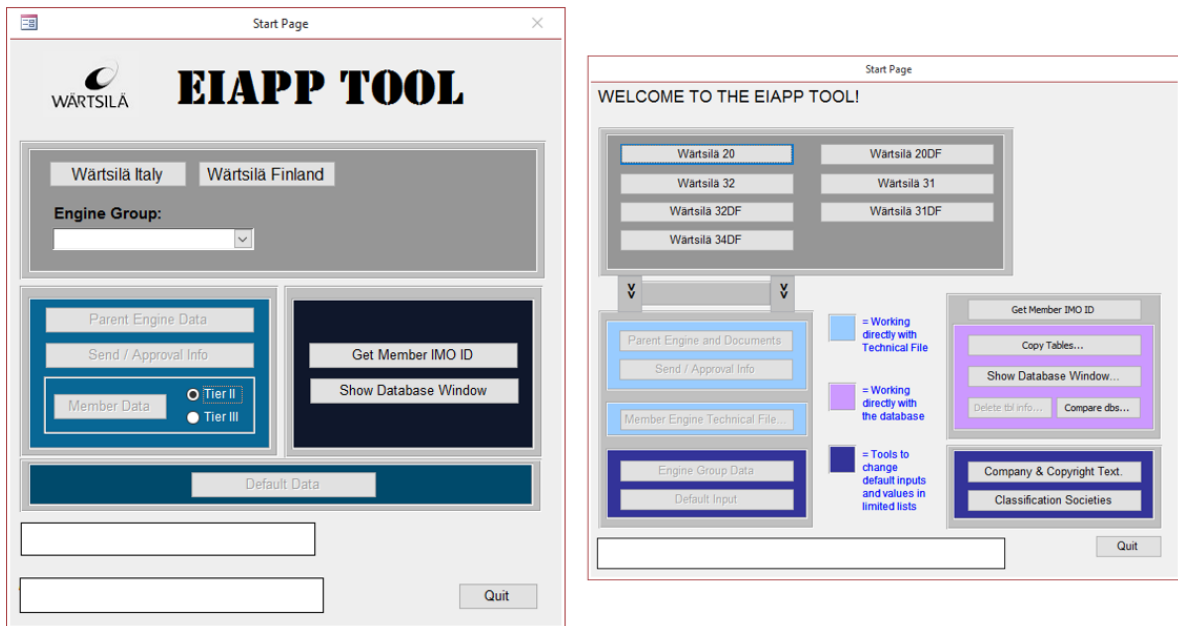 Start Page
WÄRTSILÄ
EIAPP TOOL
Wärtsilä Italy
Wärtsilä Finland
Engine Group:
Parent Engine Data
Send / Approval Info
Member Data
Tier II
Tier III
Get Member IMO ID
Show Database Window
Default Data
Quit
Start Page
WELCOME TO THE EIAPP TOOL!
Wärtsilä 20
Wärtsilä 20DF
Wärtsilä 32
Wärtsilä 31
Wärtsilä 32DF
Wärtsilä 31DF
Wärtsilä 34DF
Parent Engine and Documents
Send / Approval Info
Member Engine Technical File...
Engine Group Data
Default Input
= Working
directly with
Technical File
= Working
directly with
the database
= Tools to
change
default inputs
and values in
limited lists
Get Member IMO ID
Copy Tables...
Show Database Window...
Delete tbl info...
Compare dbs...
Company & Copyright Text.
Classification Societies
Quit